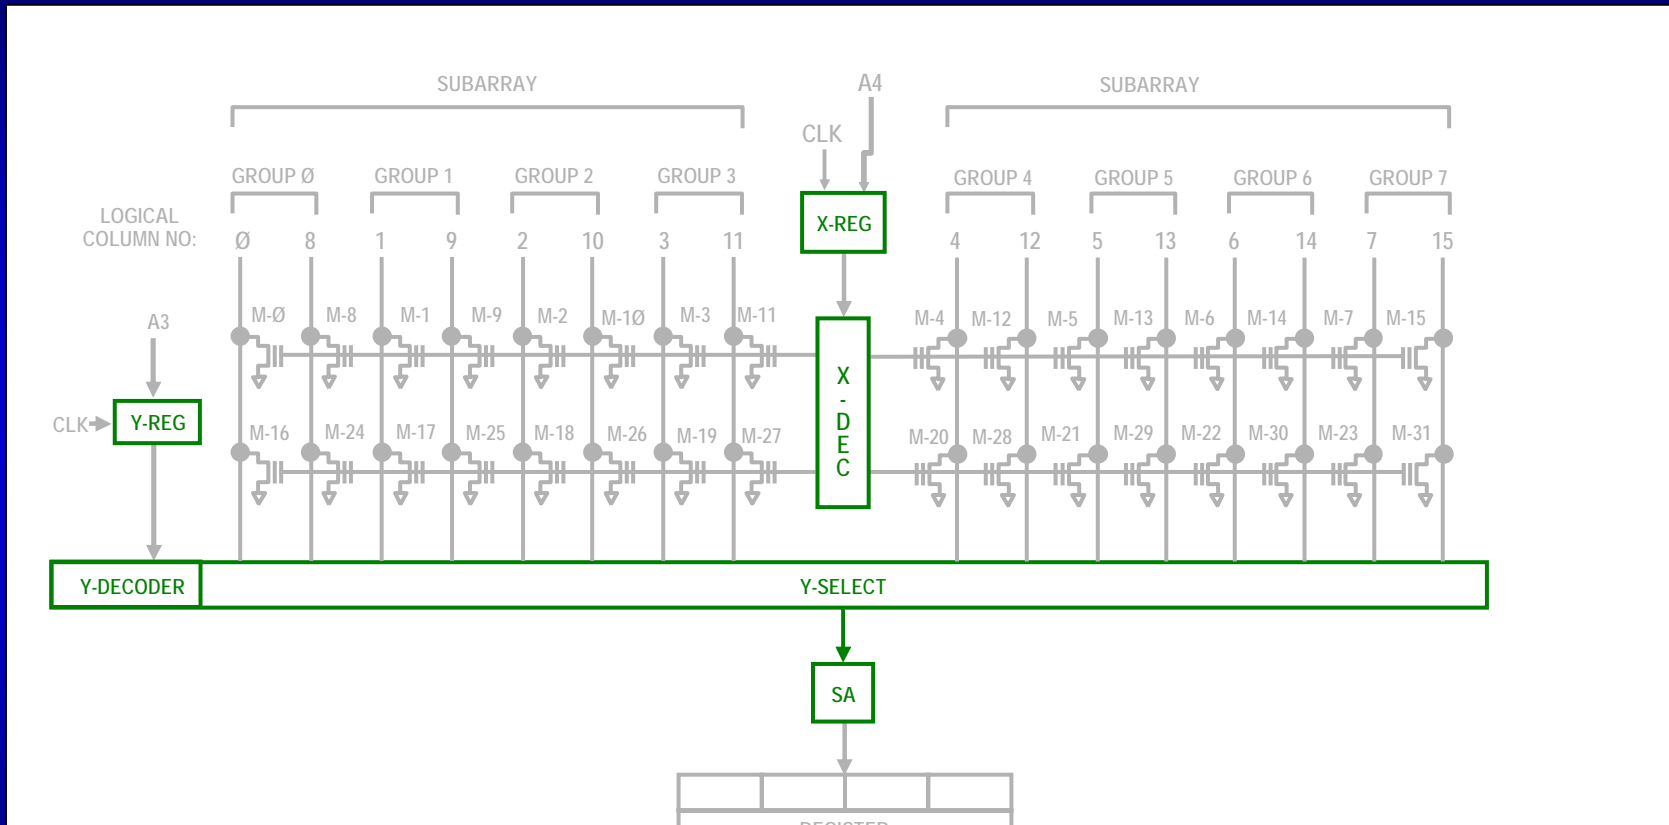 SUBARRAY A4 SUBARRAY
CLK
GROUP Ø GROUP 1 GROUP 2 GROUP 3 GROUP 4 GROUP 5 GROUP 6 GROUP 7
X-REG
LOGICAL
COLUMN NO: Ø 8 1 9 2 10 3 11 4 12 5 13 6 14 7 15
M-Ø M-8 M-1 M-9 M-2 M-1Ø M-3 M-11 M-4 M-12 M-5 M-13 M-6 M-14 M-7 M-15
A3
X
-
D
E
C
CLK Y-REG
M-16 M-24 M-17 M-25 M-18 M-26 M-19 M-27 M-20 M-28 M-21 M-29 M-22 M-30 M-23 M-31
Y-DECODER Y-SELECT
SA
REGISTER